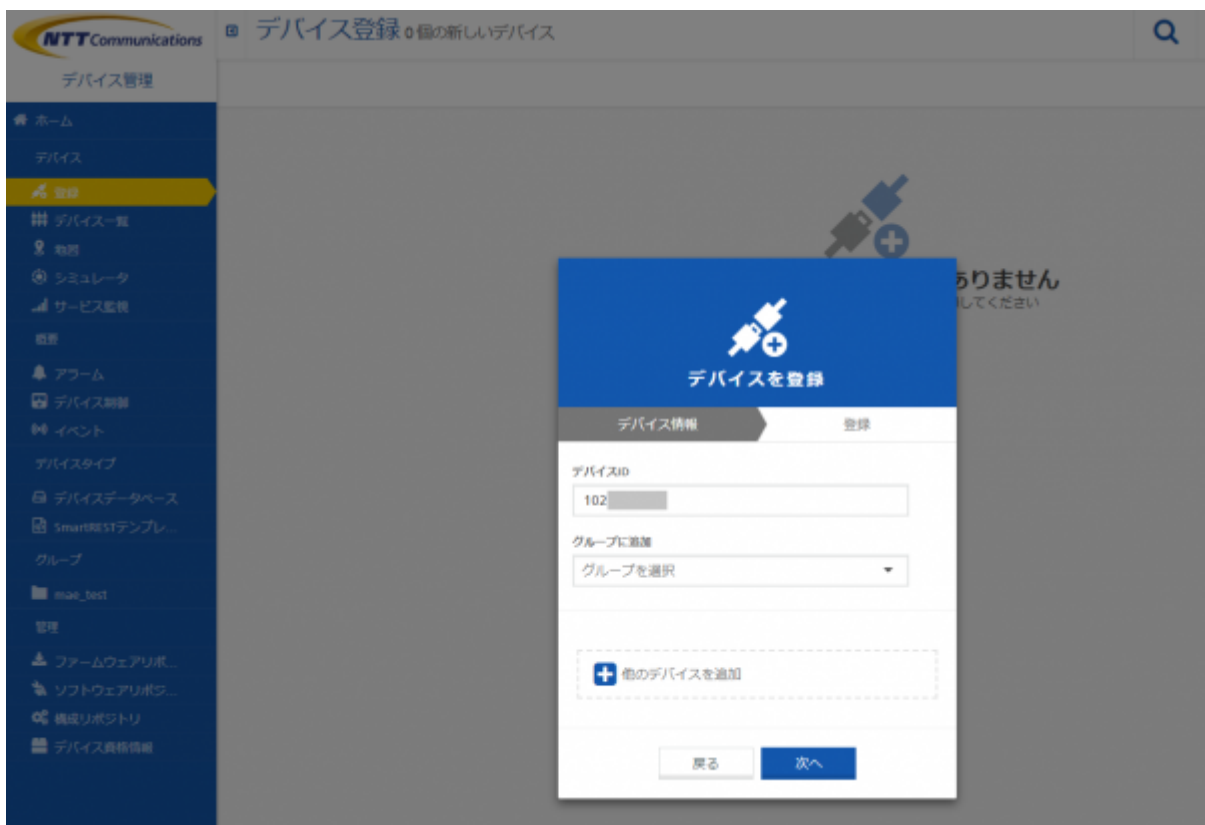 NTT Communications
デバイス管理
デバイス登録 0個の新しいデバイス
ホーム
デバイス
登録
デバイス一覧
地図
シミュレータ
サービス監視
概要
アラーム
デバイス制御
イベント
デバイスタイプ
デバイスデータベース
SmartRESTテンプレ...
グループ
mae_test
管理
ファームウェアリポ...
ソフトウェアリポジ...
構成リポジトリ
デバイス資格情報
ありません
してください
デバイスを登録
デバイス情報
登録
デバイスID
102
グループに追加
グループを選択
他のデバイスを追加
戻る
次へ